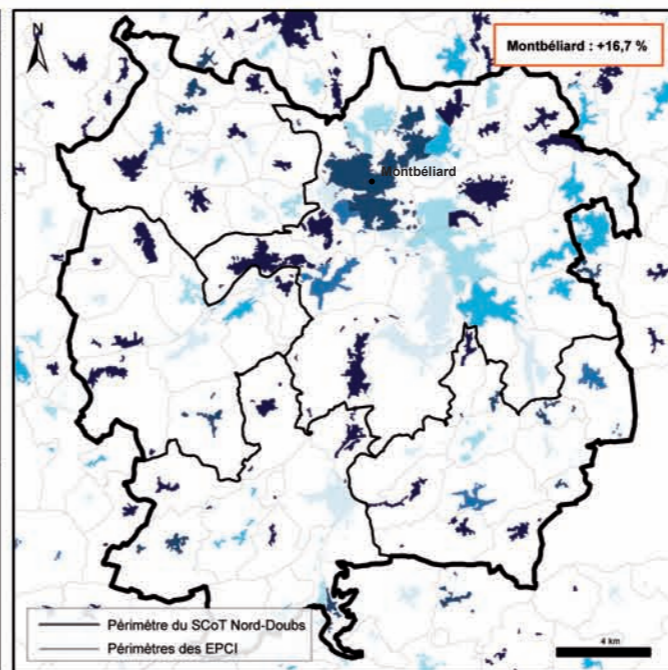 N
Montbéliard : +16,7 %
Montbéliard
Périmètre du SCoT Nord-Doubs
Périmètres des EPCI
4 km